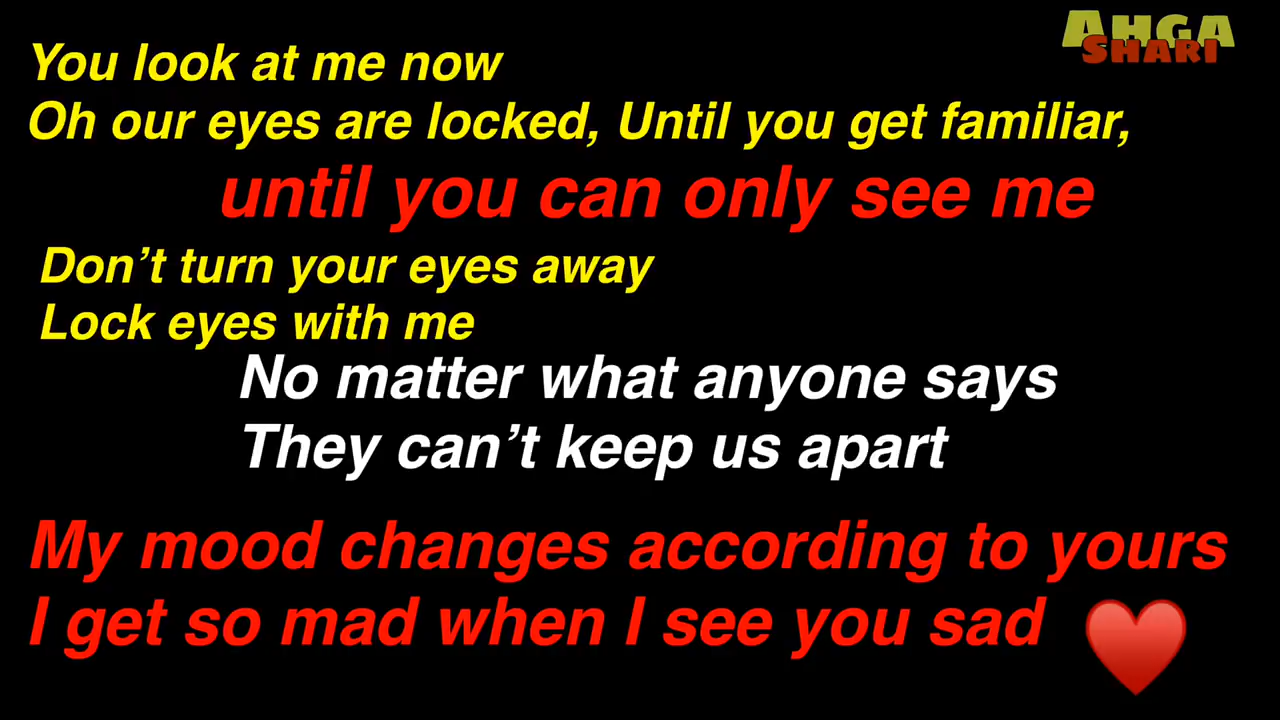 AHGA
SHARI
You look at me now
Oh our eyes are locked, Until you get familiar,
until you can only see me
Don’t turn your eyes away
Lock eyes with me
No matter what anyone says
They can’t keep us apart
My mood changes according to yours
I get so mad when I see you sad